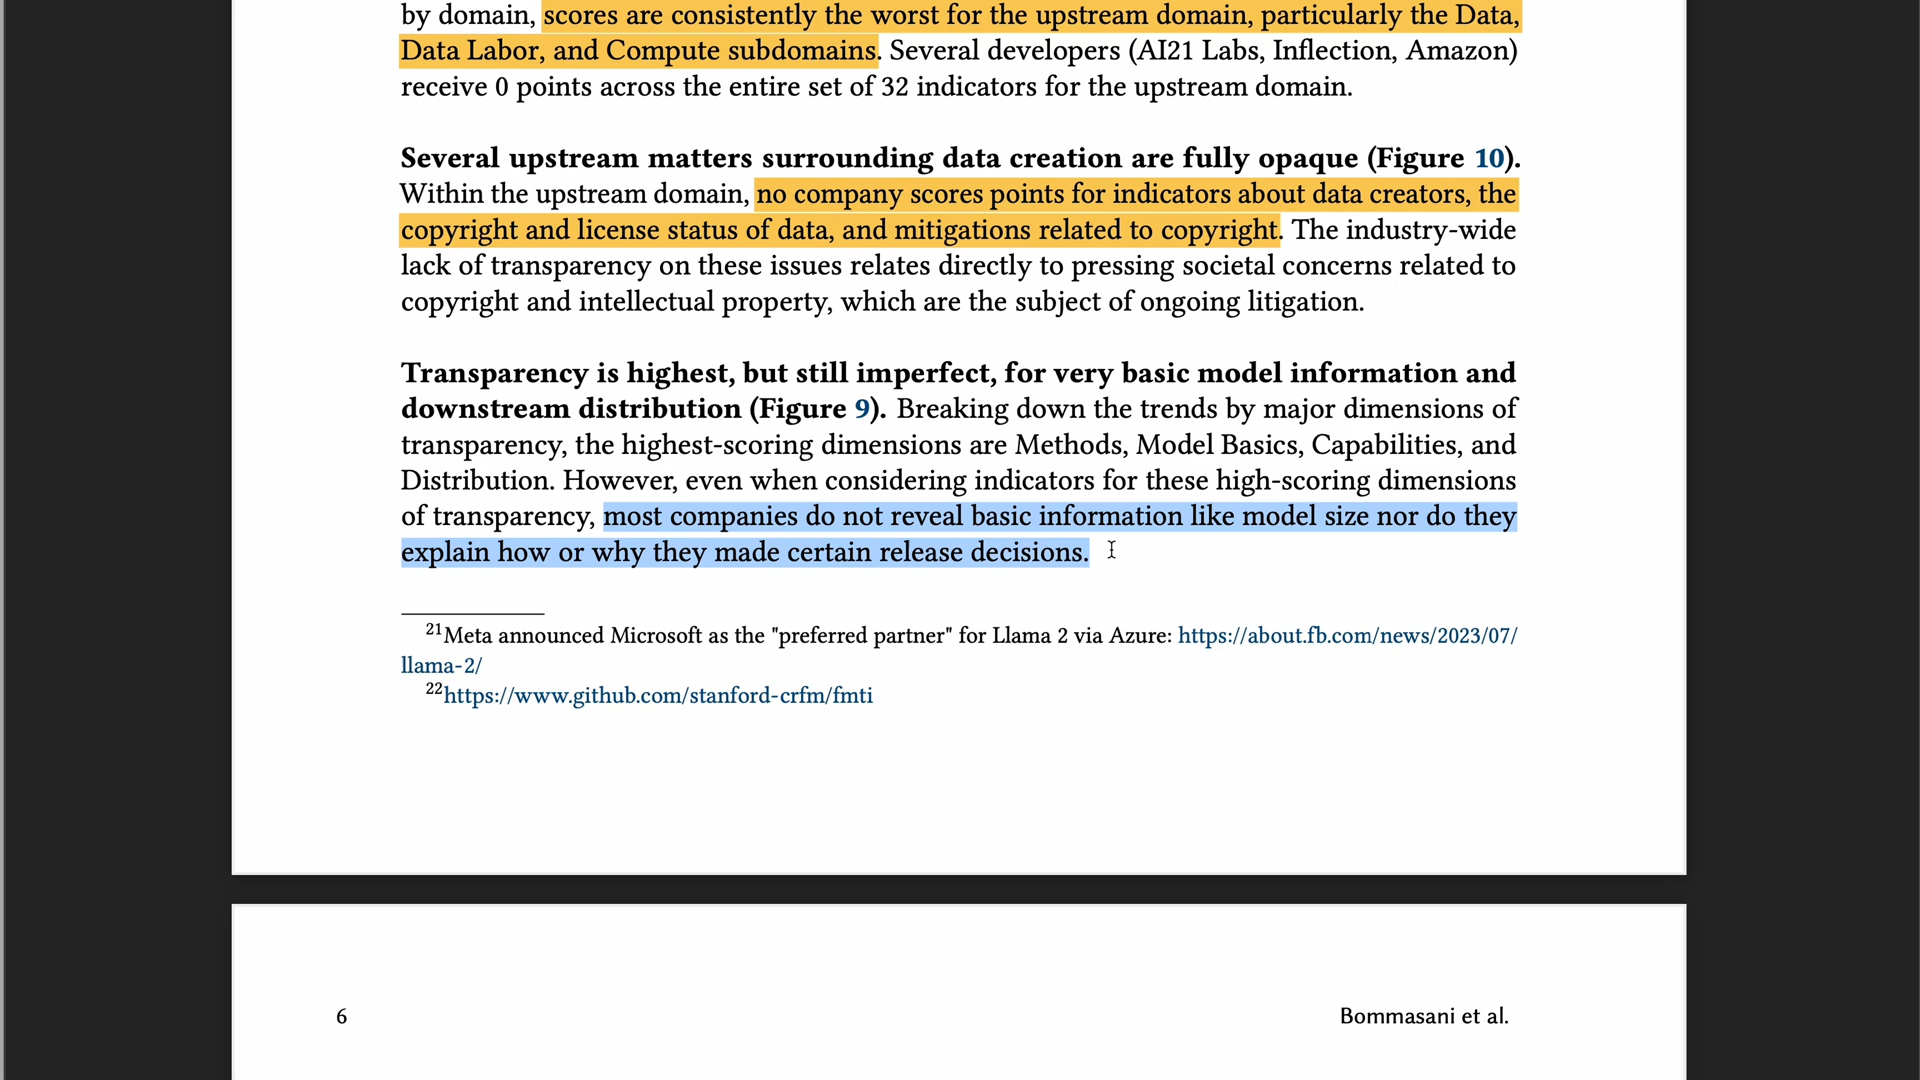 by domain, scores are consistently the worst for the upstream domain, particularly the Data,
Data Labor, and Compute subdomains. Several developers (AI21 Labs, Inflection, Amazon)
receive 0 points across the entire set of 32 indicators for the upstream domain.
Several upstream matters surrounding data creation are fully opaque (Figure 10).
Within the upstream domain, no company scores points for indicators about data creators, the
copyright and license status of data, and mitigations related to copyright. The industry-wide
lack of transparency on these issues relates directly to pressing societal concerns related to
copyright and intellectual property, which are the subject of ongoing litigation.
Transparency is highest, but still imperfect, for very basic model information and
downstream distribution (Figure 9). Breaking down the trends by major dimensions of
transparency, the highest-scoring dimensions are Methods, Model Basics, Capabilities, and
Distribution. However, even when considering indicators for these high-scoring dimensions
of transparency, most companies do not reveal basic information like model size nor do they
explain how or why they made certain release decisions.
21Meta announced Microsoft as the "preferred partner" for Llama 2 via Azure: https://about.fb.com/news/2023/07/
llama-2/
22https://www.github.com/stanford-crfm/fmti
6 Bommasani et al.